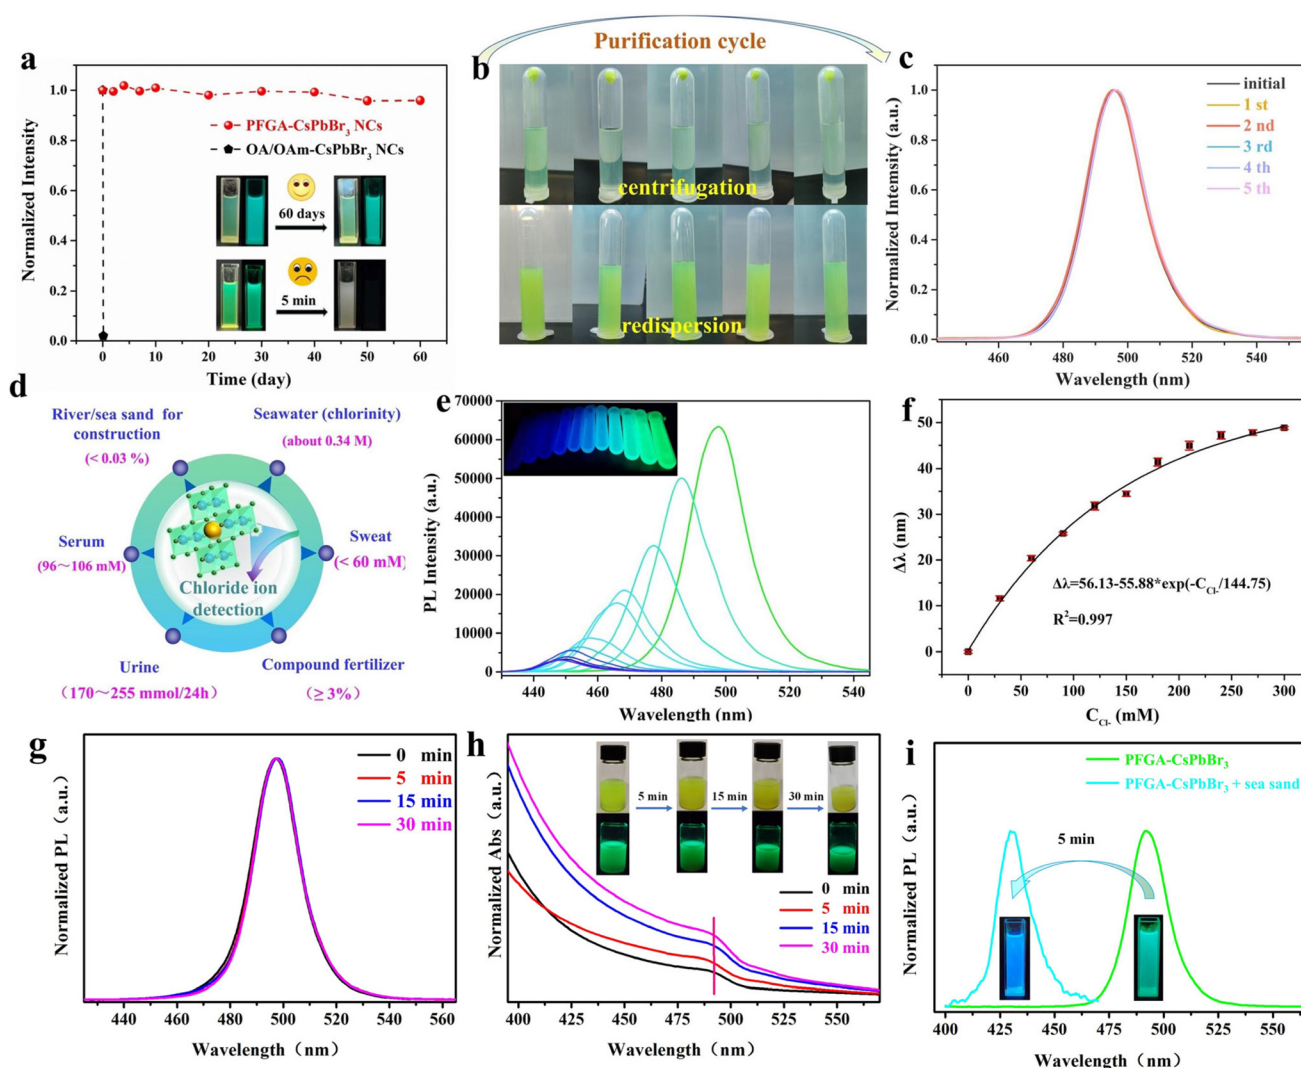 Purification cycle
a
1.0
0.8
0.6
0.4
0.2
0.0
Normalized Intensity
PFGA-CsPbBr₃ NCs
OA/OAm-CsPbBr₃ NCs
60 days
5 min
0 10 20 30 40 50 60
Time (day)
b
centrifugation
redispersion
c
1.0
0.8
0.6
0.4
0.2
0.0
Normalized Intensity (a.u.)
initial
1 st
2 nd
3 rd
4 th
5 th
460 480 500 520 540
Wavelength (nm)
d
River/sea sand for
construction
(< 0.03 %)
Seawater (chlorinity)
(about 0.34 M)
Serum
(96～106 mM)
Sweat
(< 60 mM)
Chloride ion
detection
Urine
（170～255 mmol/24h）
Compound fertilizer
（≥ 3%）
e
70000
60000
50000
40000
30000
20000
10000
0
PL Intensity (a.u.)
440 460 480 500 520 540
Wavelength (nm)
f
50
40
30
20
10
0
Δλ (nm)
Δλ=56.13-55.88*exp(-C_Cl-/144.75)
R²=0.997
0 50 100 150 200 250 300
C_Cl- (mM)
g
Normalized PL（a.u.）
0 min
5 min
15 min
30 min
440 460 480 500 520 540 560
Wavelength（nm）
h
Normalized Abs（a.u.）
5 min 15 min 30 min
0 min
5 min
15 min
30 min
400 425 450 475 500 525 550
Wavelength（nm）
i
Normalized PL（a.u.）
PFGA-CsPbBr₃
PFGA-CsPbBr₃ + sea sand
5 min
400 425 450 475 500 525
Wavelength（nm）